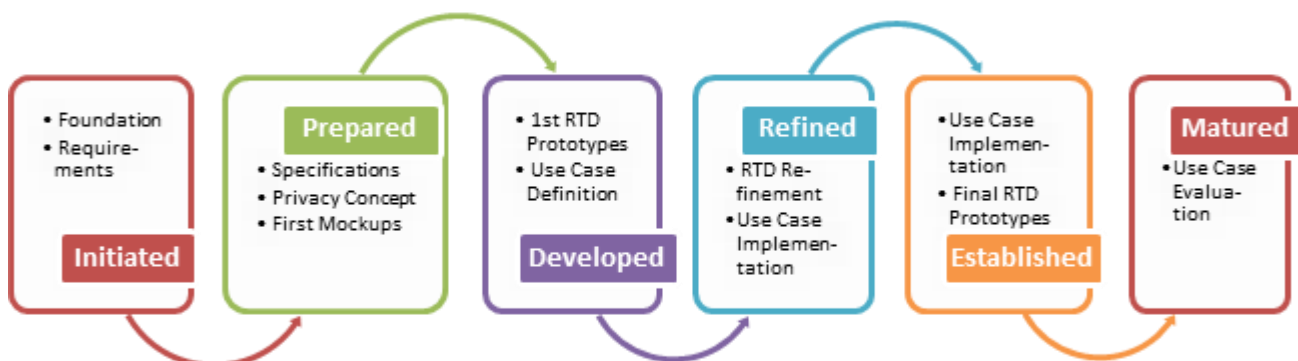 • Foundation
• Require-
ments
Initiated
Prepared
• Specifications
• Privacy Concept
• First Mockups
• 1st RTD
Prototypes
• Use Case
Definition
Developed
Refined
• RTD Re-
finement
• Use Case
Implemen-
tation
• Use Case
Implemen-
tation
• Final RTD
Prototypes
Established
Matured
• Use Case
Evalua-
tion